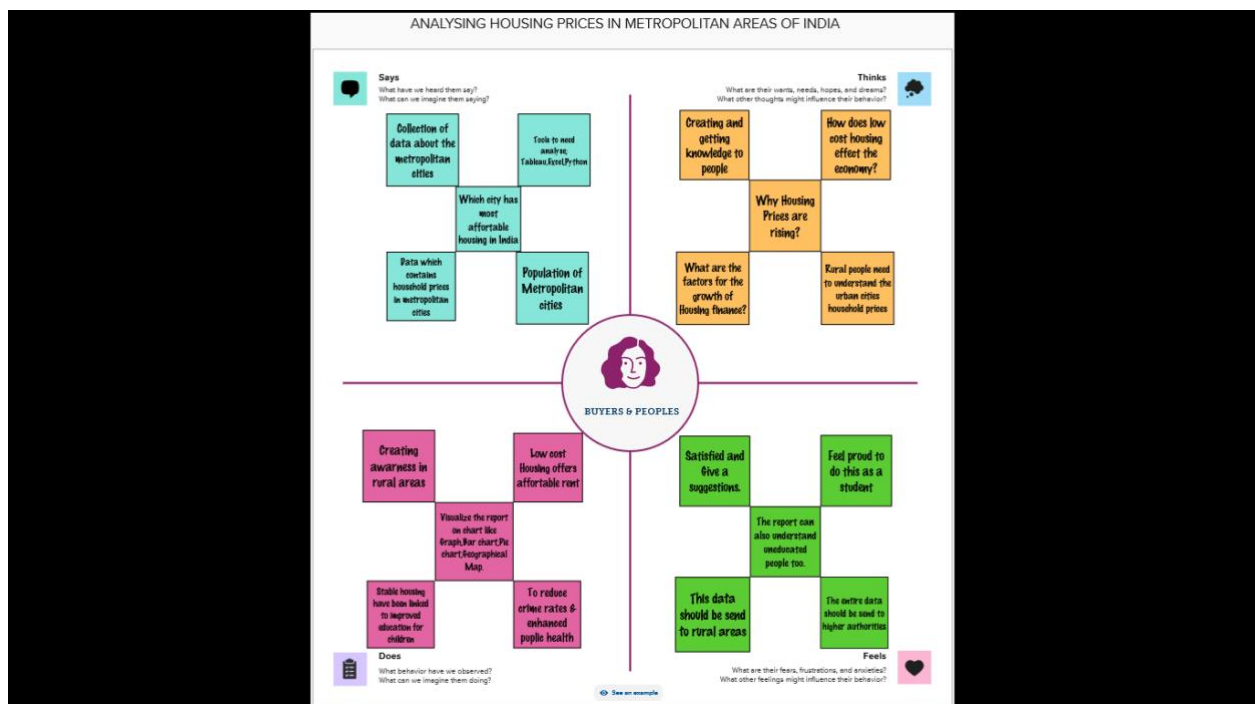 ANALYSING HOUSING PRICES IN METROPOLITAN AREAS OF INDIA
Says
What have we heard them say?
What can we imagine them saying?
Collection of
data about the
metropolitan
cities
Tools to need
analyse;
Tableau,Excel,Python
Which city has
most
affortable
housing in India
Data which
contains
household prices
in metropolitan
cities
Population of
Metropolitan
cities
Thinks
What are their wants, needs, hopes, and dreams?
What other thoughts might influence their behavior?
Creating and
getting
knowledge to
people
How does low
cost housing
effect the
economy?
Why Housing
Prices are
rising?
What are the
factors for the
growth of
Housing finance?
Rural people need
to understand the
urban cities
household prices
BUYERS & PEOPLES
Creating
awarness in
rural areas
Low cost
Housing offers
affortable rent
Visualize the report
on chart like
Graph,Bar chart,Pie
chart,Geographical
Map.
Stable housing
have been linked
to improved
education for
children
To reduce
crime rates &
enhanced
puplic health
Does
What behavior have we observed?
What can we imagine them doing?
Satisfied and
Give a
suggestions.
Feel proud to
do this as a
student
The report can
also understand
uneducated
people too.
This data
should be send
to rural areas
The entire data
should be send to
higher authorities
Feels
What are their fears, frustrations, and anxieties?
What other feelings might influence their behavior?
See an example